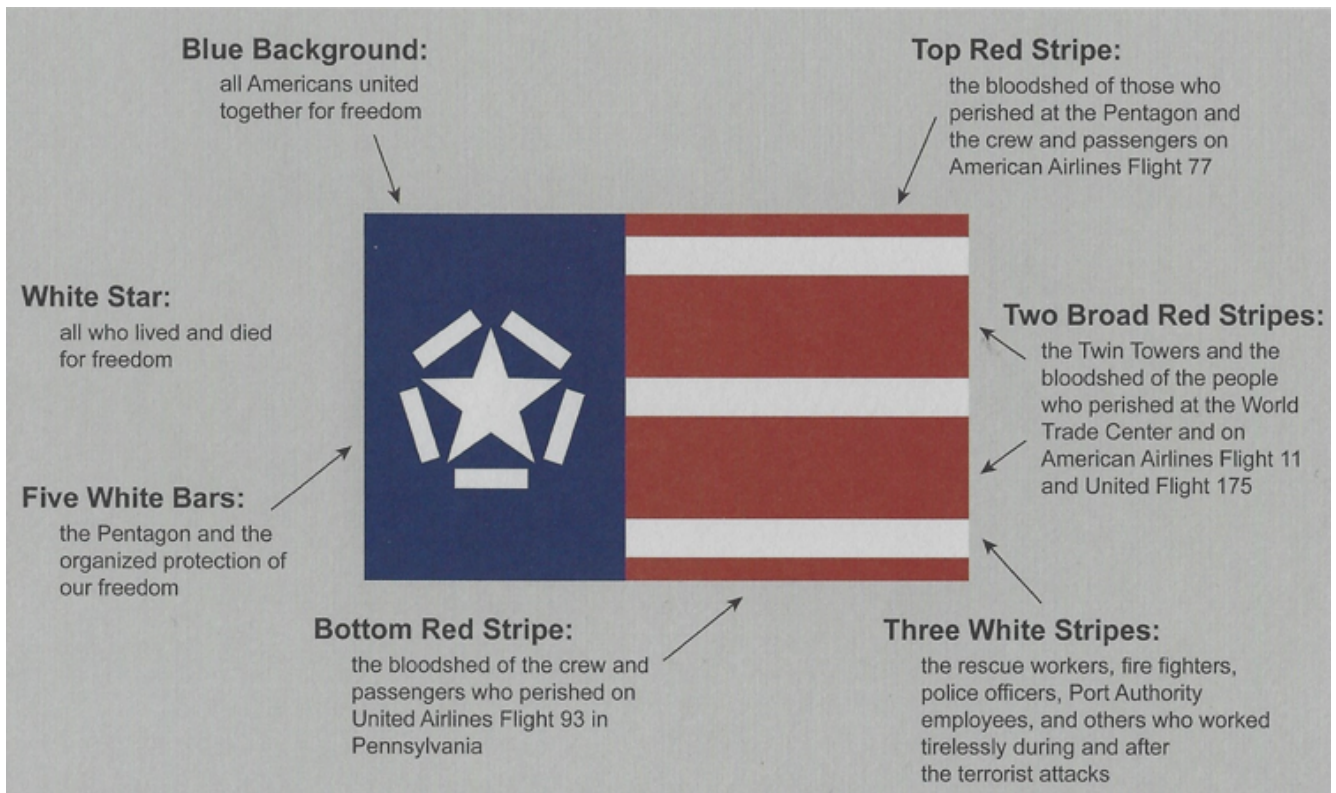 Blue Background:
all Americans united
together for freedom
Top Red Stripe:
the bloodshed of those who
perished at the Pentagon and
the crew and passengers on
American Airlines Flight 77
White Star:
all who lived and died
for freedom
Two Broad Red Stripes:
the Twin Towers and the
bloodshed of the people
who perished at the World
Trade Center and on
American Airlines Flight 11
and United Flight 175
Five White Bars:
the Pentagon and the
organized protection of
our freedom
Bottom Red Stripe:
the bloodshed of the crew and
passengers who perished on
United Airlines Flight 93 in
Pennsylvania
Three White Stripes:
the rescue workers, fire fighters,
police officers, Port Authority
employees, and others who worked
tirelessly during and after
the terrorist attacks